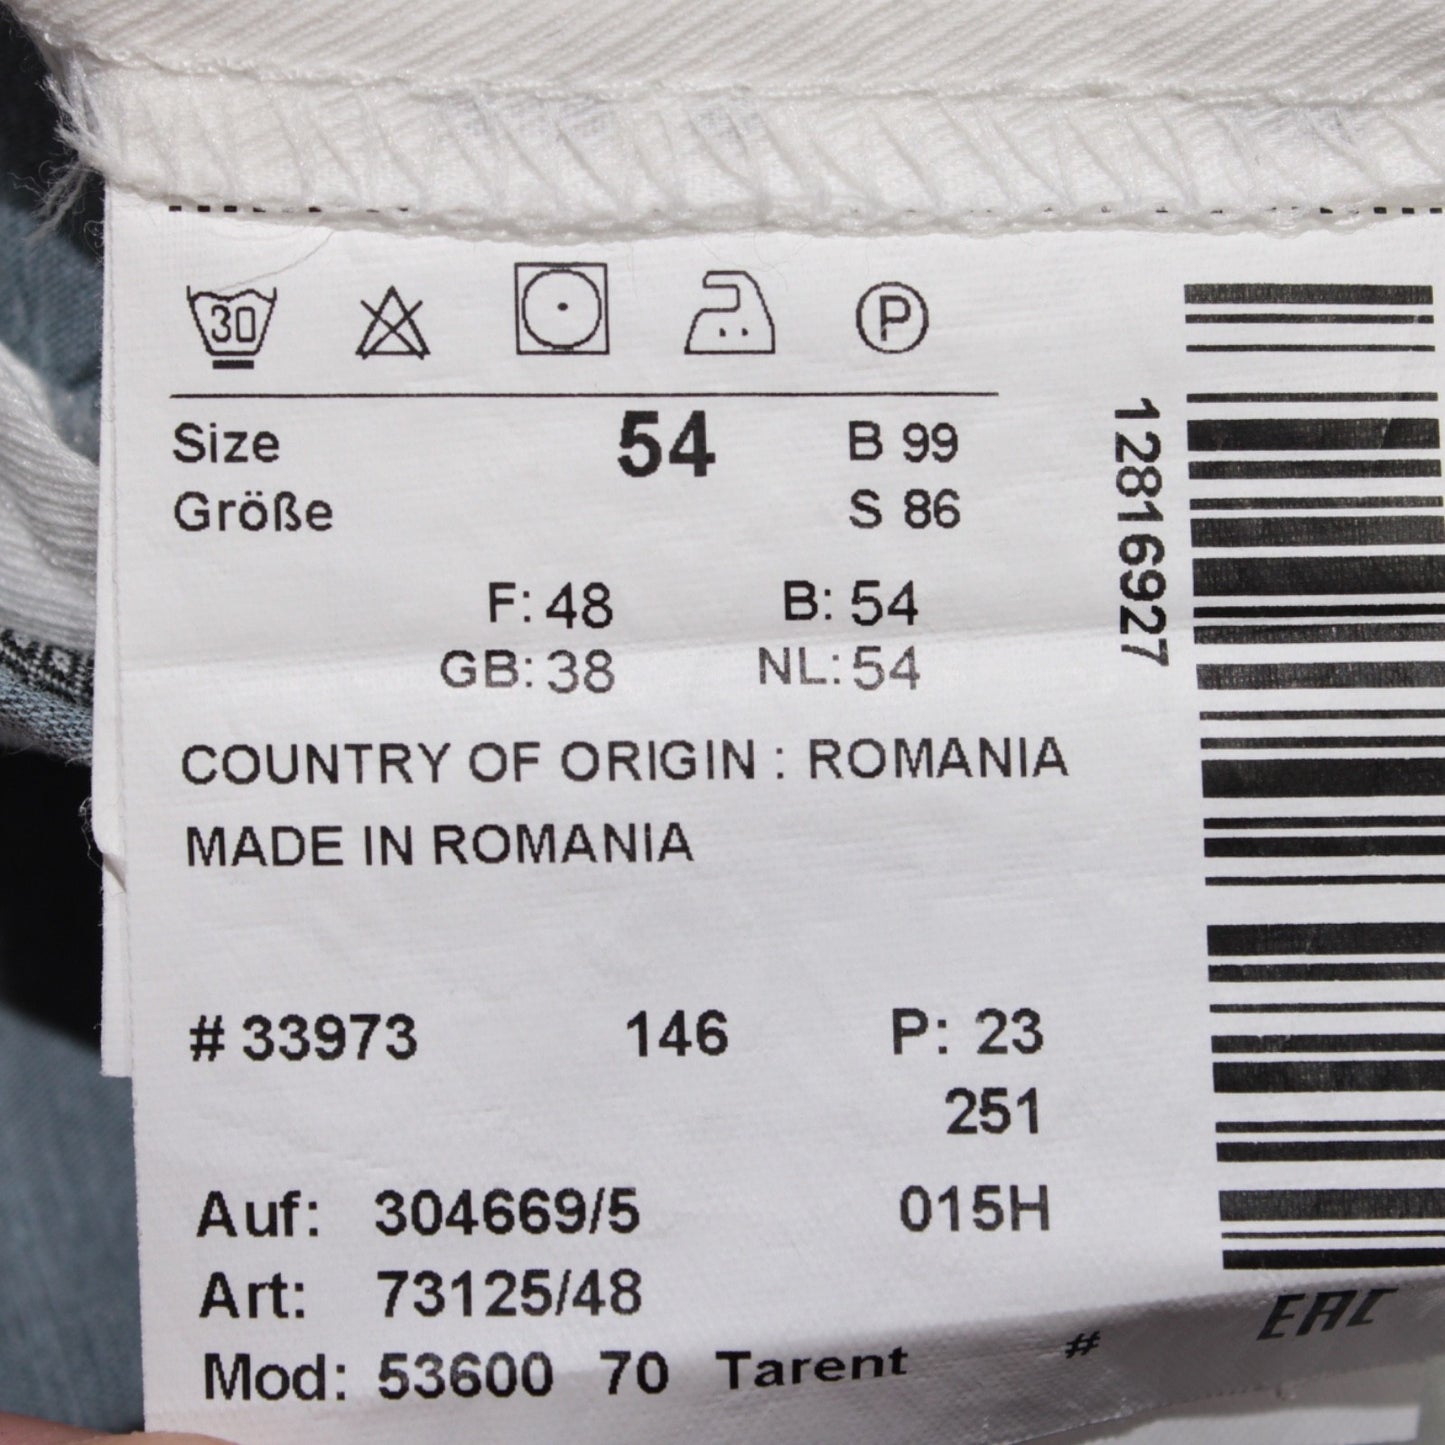 30 P
Size 54 B 99
Größe S 86
F: 48 B: 54
GB: 38 NL: 54
COUNTRY OF ORIGIN : ROMANIA
MADE IN ROMANIA
# 33973 146 P: 23
251
Auf: 304669/5 015H
Art: 73125/48
Mod: 53600 70 Tarent #
12816927
EAC